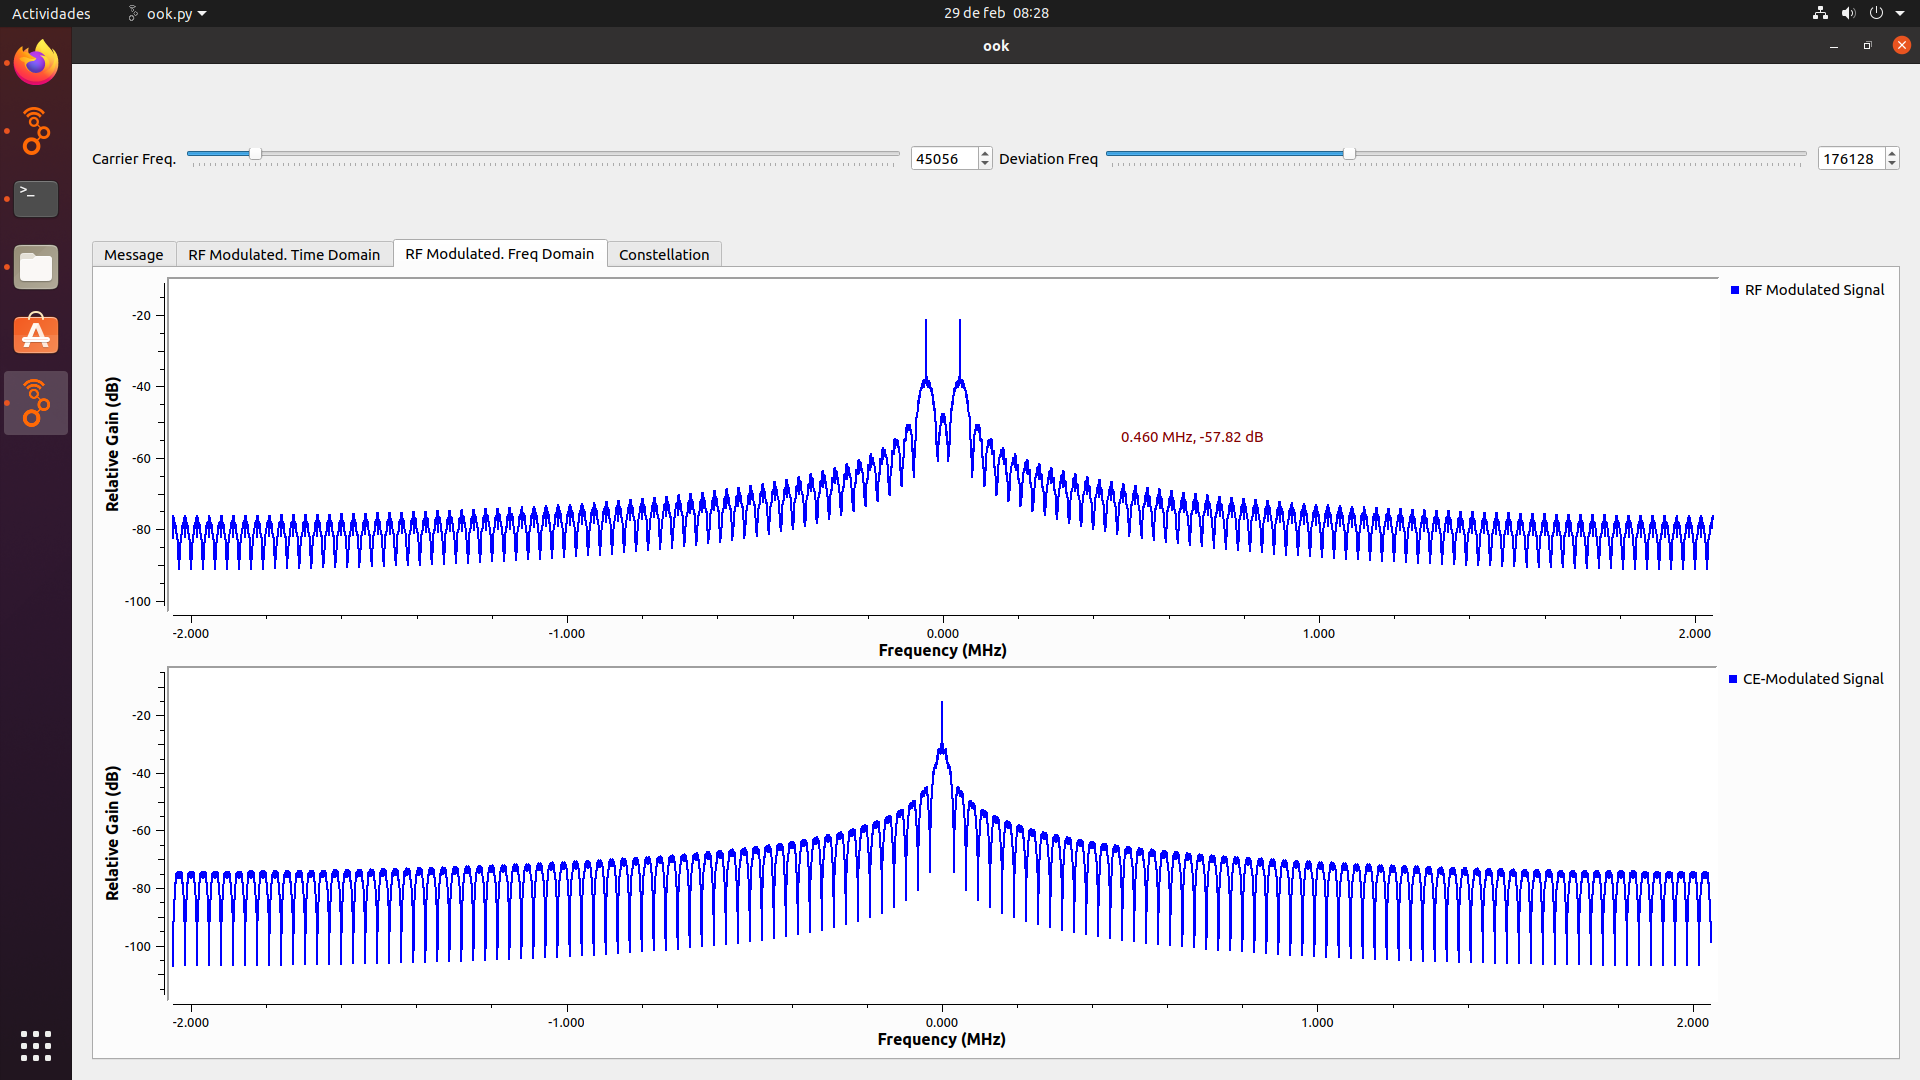 Actividades ook.py 29 de feb 08:28
ook
Carrier Freq. 45056 Deviation Freq 176128
Message RF Modulated. Time Domain RF Modulated. Freq Domain Constellation
RF Modulated Signal
-20
-40
-60
-80
-100
Relative Gain (dB)
0.460 MHz, -57.82 dB
-2.000 -1.000 0.000 1.000 2.000
Frequency (MHz)
CE-Modulated Signal
-20
-40
-60
-80
-100
Relative Gain (dB)
-2.000 -1.000 0.000 1.000 2.000
Frequency (MHz)